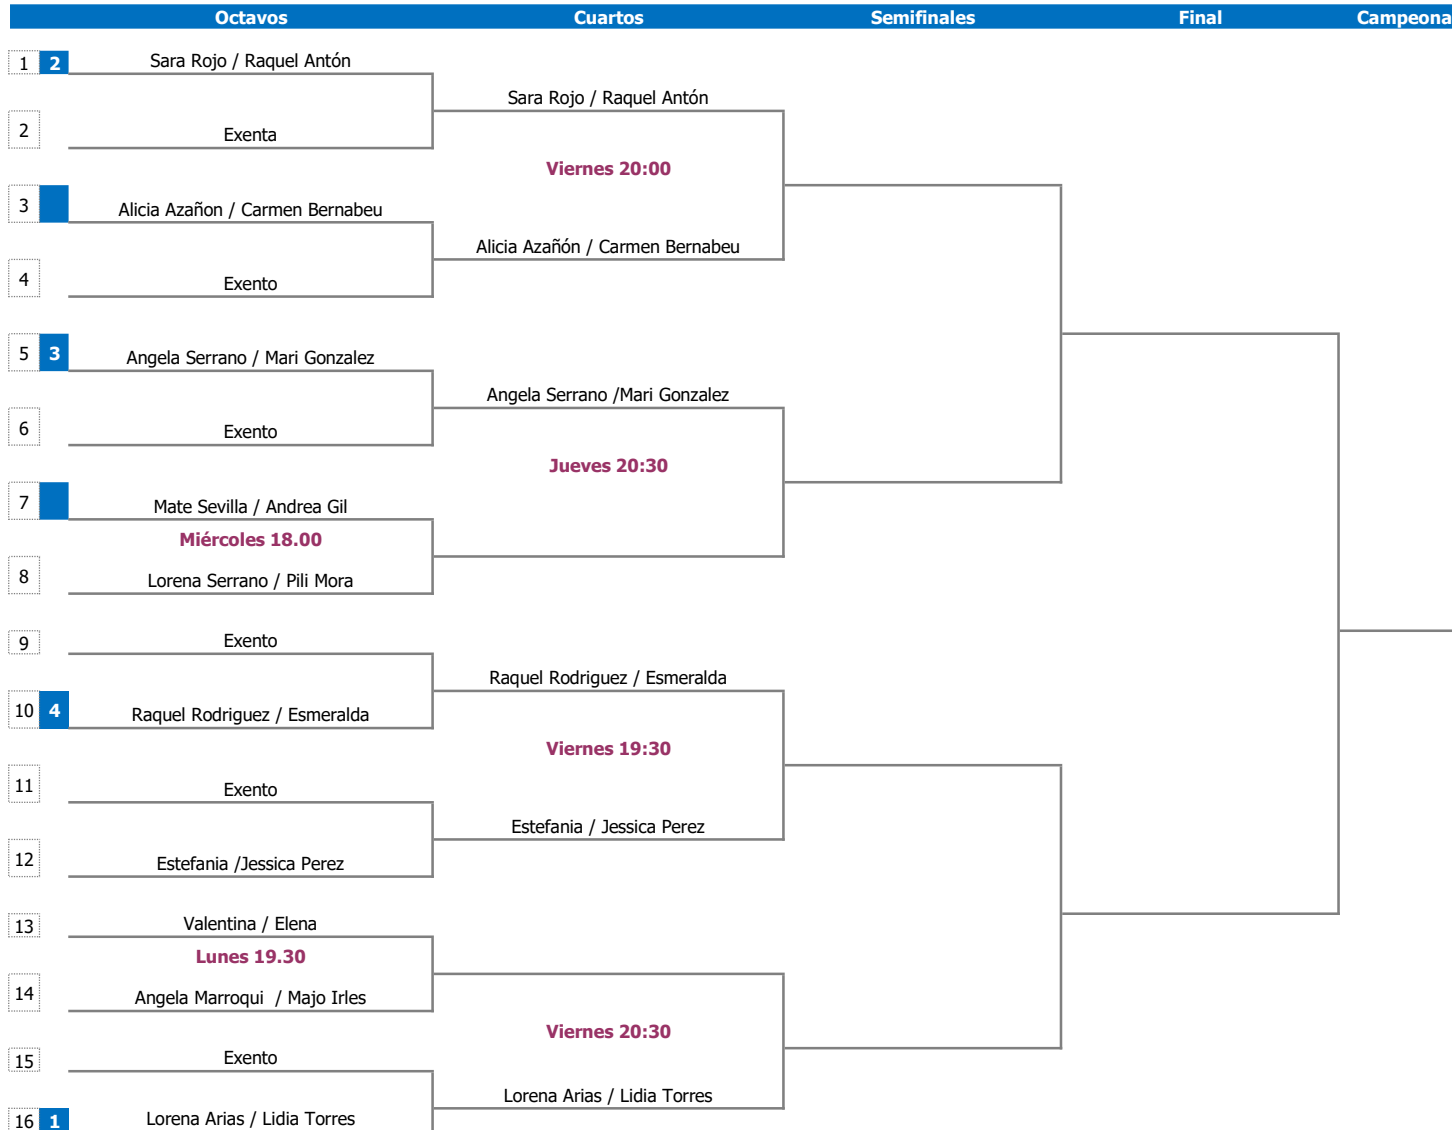 Octavos Cuartos Semifinales Final Campeona
1 2 Sara Rojo / Raquel Antón
Sara Rojo / Raquel Antón
2 Exenta
Viernes 20:00
3 Alicia Azañon / Carmen Bernabeu
Alicia Azañón / Carmen Bernabeu
4 Exento
5 3 Angela Serrano / Mari Gonzalez
Angela Serrano /Mari Gonzalez
6 Exento
Jueves 20:30
7 Mate Sevilla / Andrea Gil
Miércoles 18.00
8 Lorena Serrano / Pili Mora
9 Exento
Raquel Rodriguez / Esmeralda
10 4 Raquel Rodriguez / Esmeralda
Viernes 19:30
11 Exento
Estefania / Jessica Perez
12 Estefania /Jessica Perez
13 Valentina / Elena
Lunes 19.30
14 Angela Marroqui / Majo Irles
Viernes 20:30
15 Exento
Lorena Arias / Lidia Torres
16 1 Lorena Arias / Lidia Torres